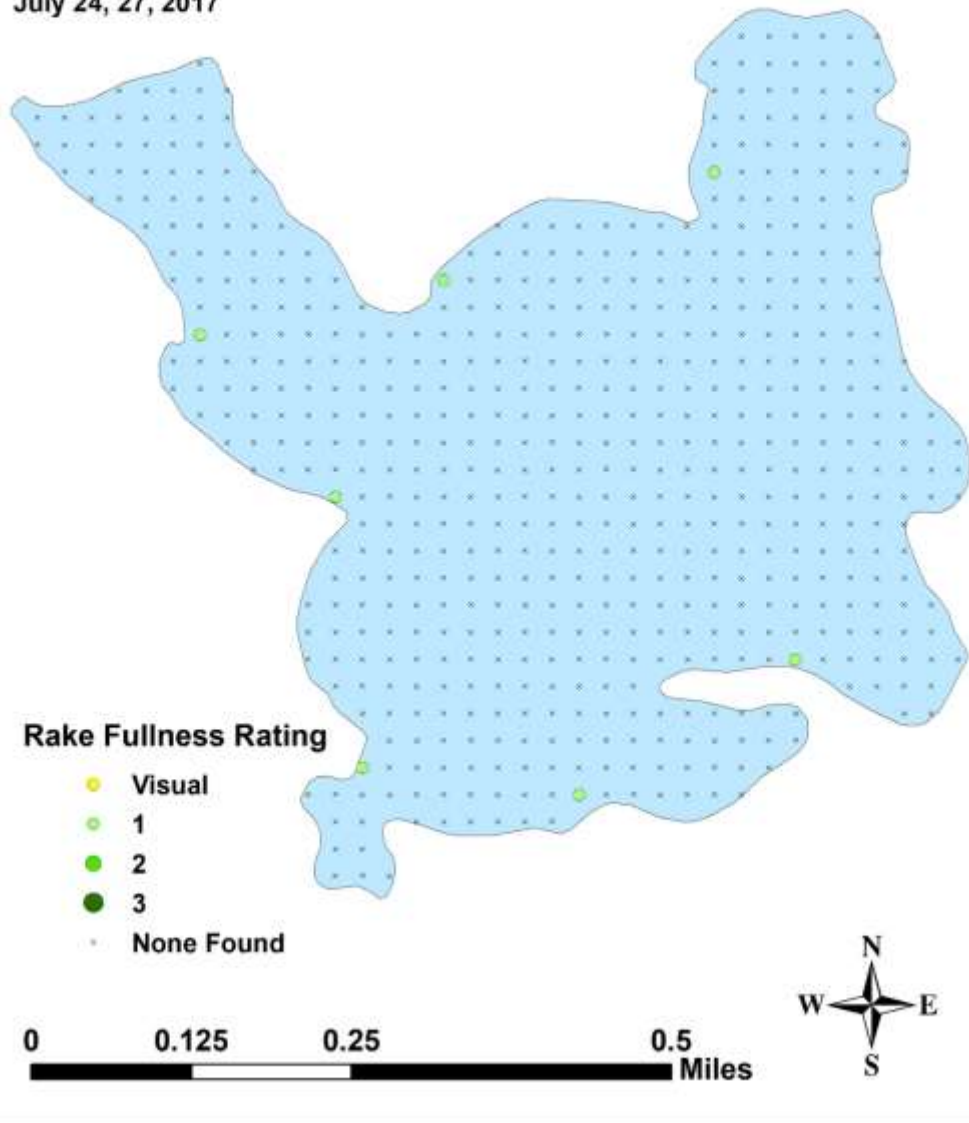 July 24, 27, 2017
Rake Fullness Rating
Visual
1
2
3
None Found
N
W E
S
0 0.125 0.25 0.5
Miles